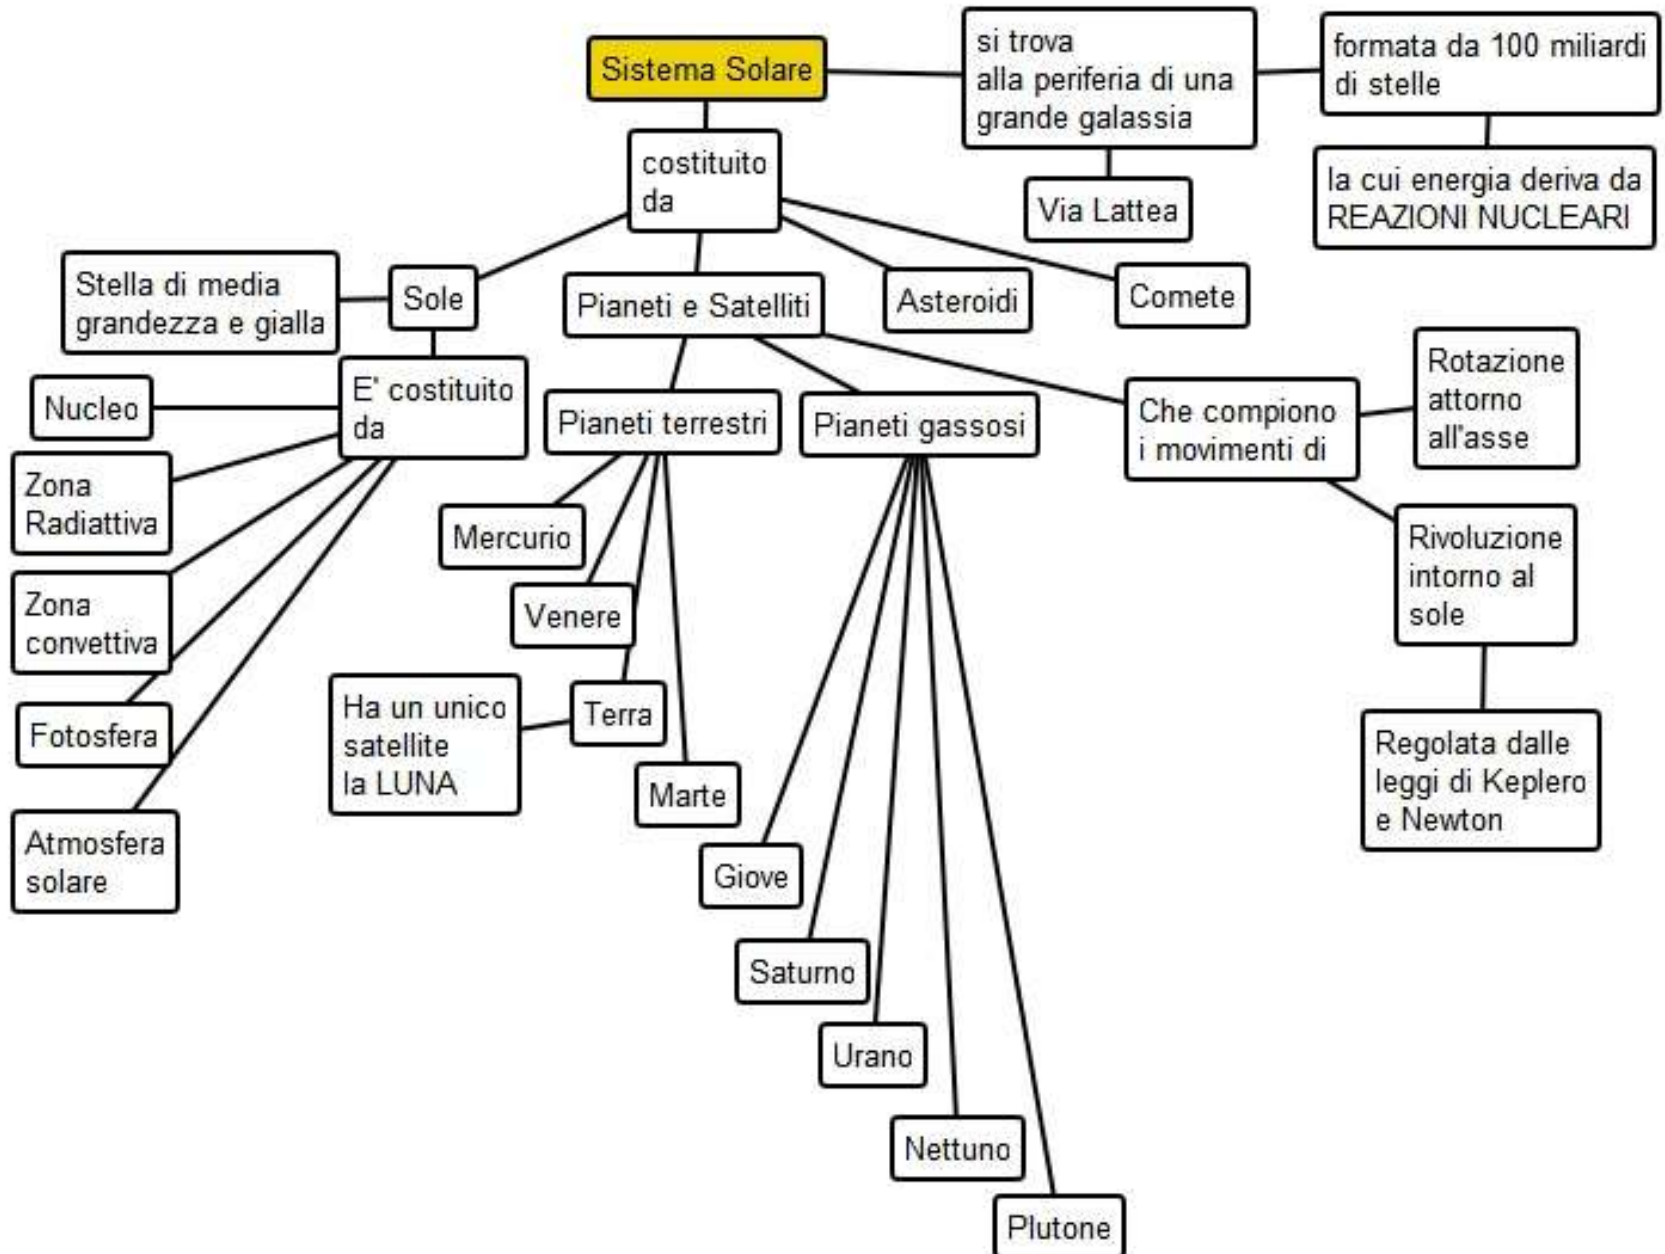 Sistema Solare
si trova
alla periferia di una
grande galassia
formata da 100 miliardi
di stelle
costituito
da
Via Lattea
la cui energia deriva da
REAZIONI NUCLEARI
Stella di media
grandezza e gialla
Sole
Pianeti e Satelliti
Asteroidi
Comete
Nucleo
E' costituito
da
Pianeti terrestri
Pianeti gassosi
Che compiono
i movimenti di
Rotazione
attorno
all'asse
Zona
Radiattiva
Mercurio
Rivoluzione
intorno al
sole
Zona
convettiva
Venere
Fotosfera
Ha un unico
satellite
la LUNA
Terra
Marte
Regolata dalle
leggi di Keplero
e Newton
Atmosfera
solare
Giove
Saturno
Urano
Nettuno
Plutone